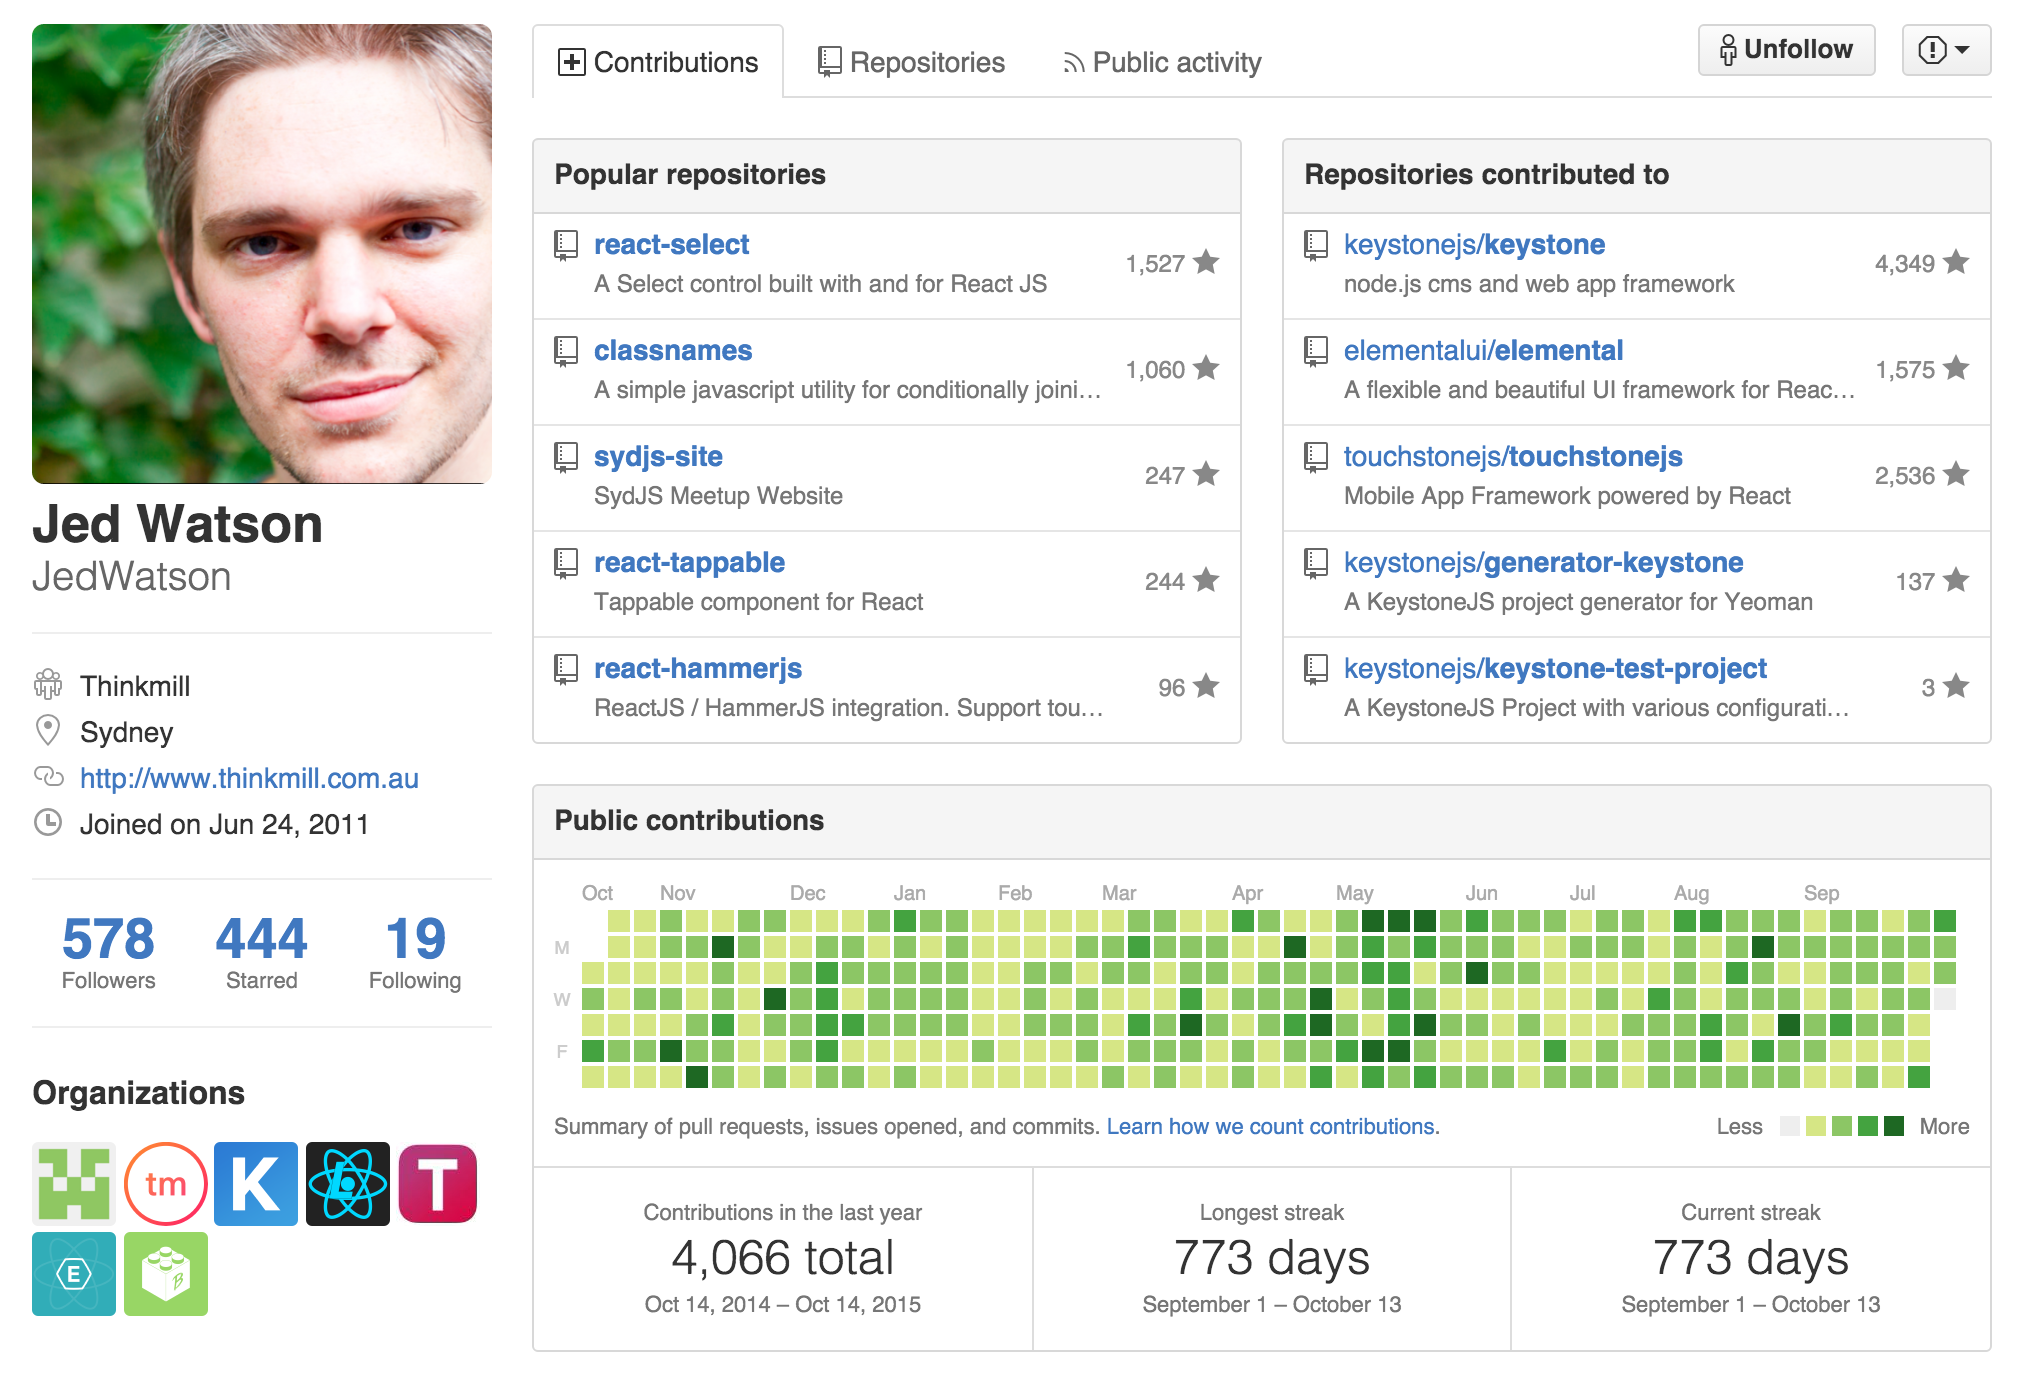 Jed Watson
JedWatson
Thinkmill
Sydney
http://www.thinkmill.com.au
Joined on Jun 24, 2011
578 444 19
Followers Starred Following
Organizations
tm K L T
E B
Contributions Repositories Public activity
Unfollow
Popular repositories
react-select
A Select control built with and for React JS
1,527
classnames
A simple javascript utility for conditionally joini…
1,060
sydjs-site
SydJS Meetup Website
247
react-tappable
Tappable component for React
244
react-hammerjs
ReactJS / HammerJS integration. Support tou…
96
Repositories contributed to
keystonejs/keystone
node.js cms and web app framework
4,349
elementalui/elemental
A flexible and beautiful UI framework for Reac…
1,575
touchstonejs/touchstonejs
Mobile App Framework powered by React
2,536
keystonejs/generator-keystone
A KeystoneJS project generator for Yeoman
137
keystonejs/keystone-test-project
A KeystoneJS Project with various configurati…
3
Public contributions
Oct Nov Dec Jan Feb Mar Apr May Jun Jul Aug Sep
M
W
F
Summary of pull requests, issues opened, and commits. Learn how we count contributions.
Less More
Contributions in the last year
4,066 total
Oct 14, 2014 – Oct 14, 2015
Longest streak
773 days
September 1 – October 13
Current streak
773 days
September 1 – October 13